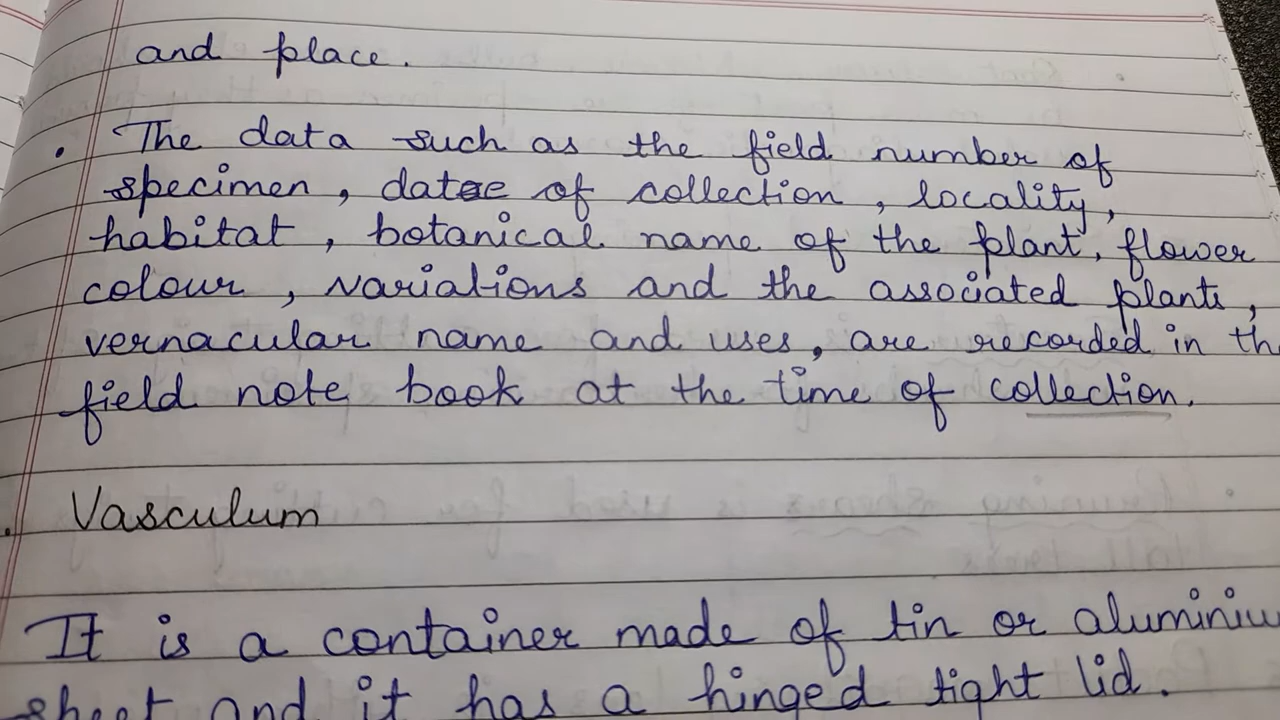 and place.
• The data such as the field number of
specimen, date of collection, locality,
habitat, botanical name of the plant, flower
colour, variations and the associated plants,
vernacular name and uses, are recorded in
field note book at the time of collection.
Vasculum
It is a container made of tin or
sheet and it has a hinged tight lid.